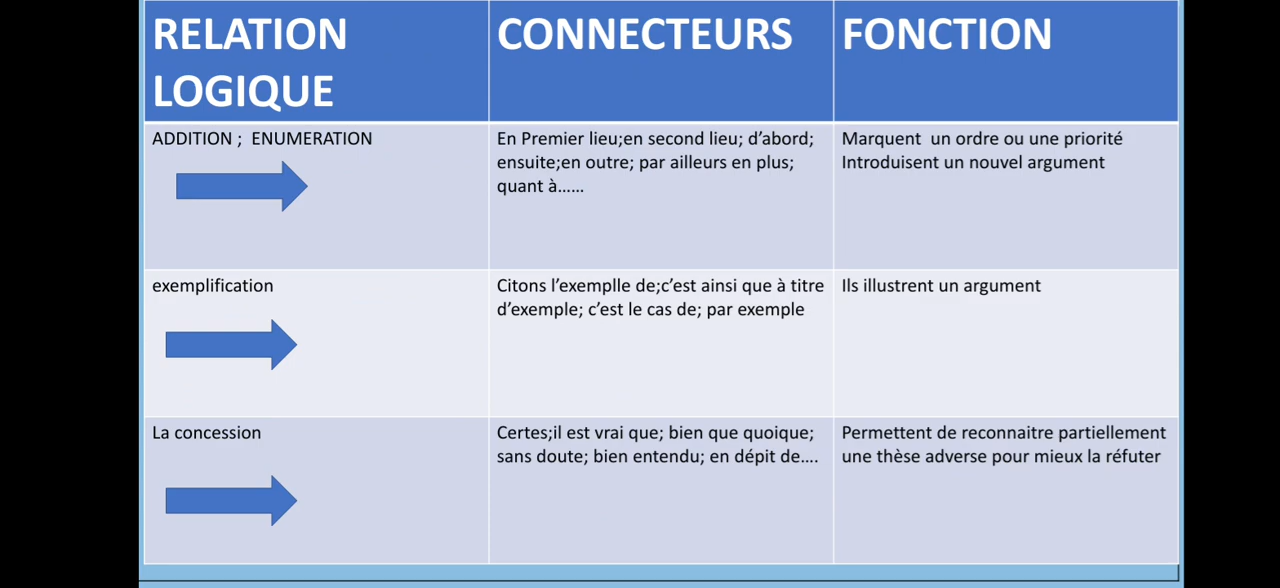 RELATION
LOGIQUE
CONNECTEURS
FONCTION
ADDITION ;  ENUMERATION
En Premier lieu;en second lieu; d’abord;
ensuite;en outre; par ailleurs en plus;
quant à……
Marquent  un ordre ou une priorité
Introduisent un nouvel argument
exemplification
Citons l’exemplle de;c’est ainsi que à titre
d’exemple; c’est le cas de; par exemple
Ils illustrent un argument
La concession
Certes;il est vrai que; bien que quoique;
sans doute; bien entendu; en dépit de….
Permettent de reconnaitre partiellement
une thèse adverse pour mieux la réfuter